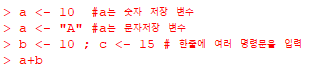 > a <- 10  #a는 숫자 저장 변수
> a <- "A" #a는 문자저장 변수
> b <- 10 ; c <- 15 # 한줄에 여러 명령문을 입력
> a+b